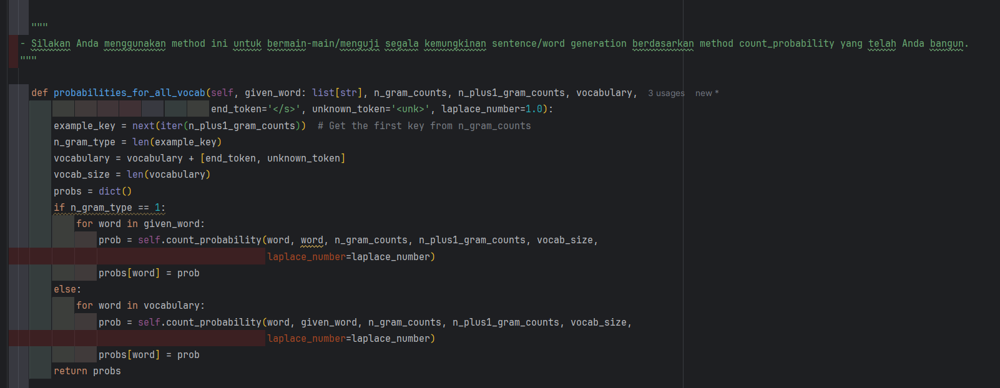 """
- Silakan Anda menggunakan method ini untuk bermain-main/menguji segala kemungkinan sentence/word generation berdasarkan method count_probability yang telah Anda bangun.
"""
def probabilities_for_all_vocab(self, given_word: list[str], n_gram_counts, n_plus1_gram_counts, vocabulary, 3 usages new *
end_token='</s>', unknown_token='<unk>', laplace_number=1.0):
example_key = next(iter(n_plus1_gram_counts)) # Get the first key from n_gram_counts
n_gram_type = len(example_key)
vocabulary = vocabulary + [end_token, unknown_token]
vocab_size = len(vocabulary)
probs = dict()
if n_gram_type == 1:
for word in given_word:
prob = self.count_probability(word, word, n_gram_counts, n_plus1_gram_counts, vocab_size,
laplace_number=laplace_number)
probs[word] = prob
else:
for word in vocabulary:
prob = self.count_probability(word, given_word, n_gram_counts, n_plus1_gram_counts, vocab_size,
laplace_number=laplace_number)
probs[word] = prob
return probs